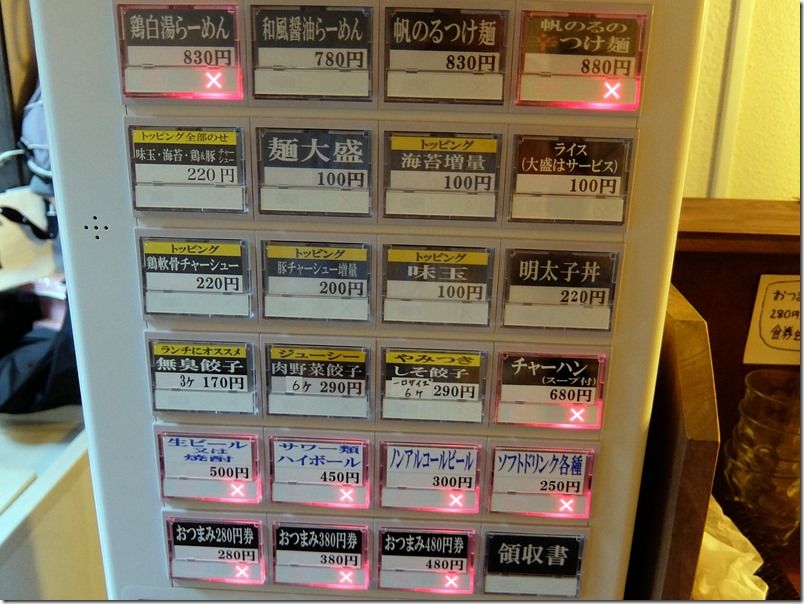 鶏白湯らーめん
830円
×
和風醤油らーめん
780円
帆のるつけ麺
830円
帆のるの
辛つけ麺
880円
×
トッピング全部のせ
味玉・海苔・鶏&豚チャーシュー
220円
麺大盛
100円
トッピング
海苔増量
100円
ライス
(大盛はサービス)
100円
トッピング
鶏軟骨チャーシュー
220円
トッピング
豚チャーシュー増量
200円
トッピング
味玉
100円
明太子丼
220円
ランチにオススメ
無臭餃子
3ヶ 170円
ジューシー
肉野菜餃子
6ヶ 290円
やみつき
しそ餃子
一口サイズ
6ヶ 290円
チャーハン
(スープ付)
680円
×
生ビール
又は
焼酎
500円
×
サワー類
ハイボール
450円
×
ノンアルコールビール
300円
×
ソフトドリンク各種
250円
×
おつまみ280円券
280円
×
おつまみ380円券
380円
×
おつまみ480円券
480円
×
領収書
おつ
280円
食券